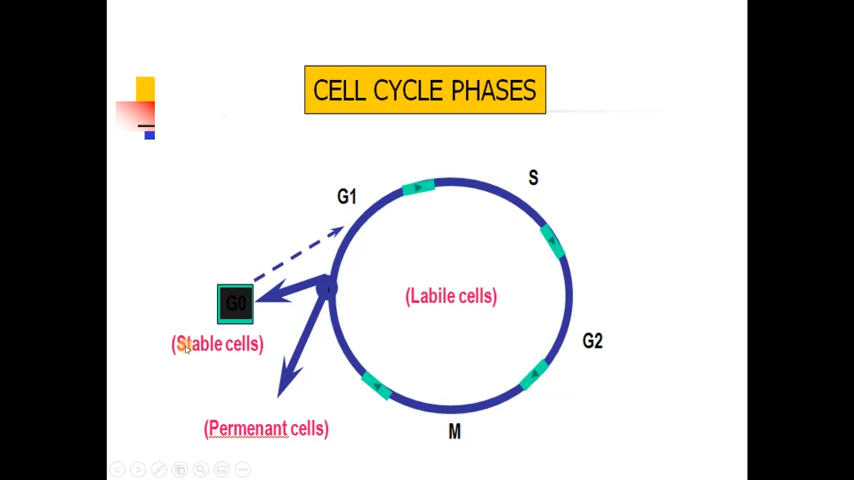 CELL CYCLE PHASES
S
G1
(Labile cells)
G0
(Stable cells)
G2
(Permenant cells)
M